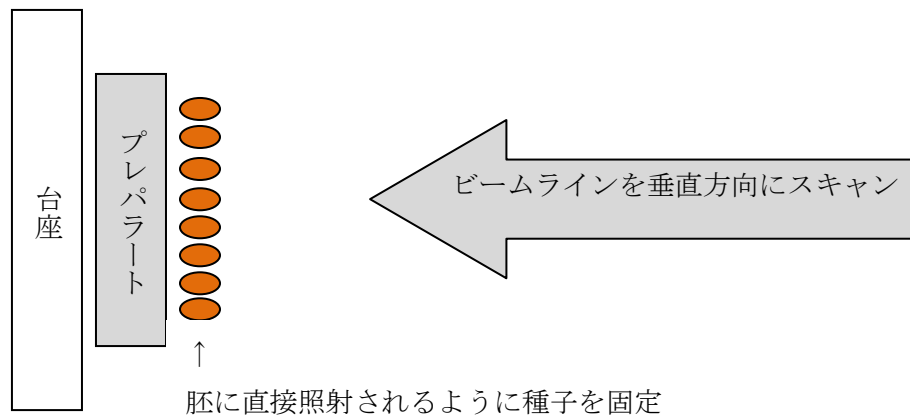 台座
プレパラート
ビームラインを垂直方向にスキャン
↑
胚に直接照射されるように種子を固定